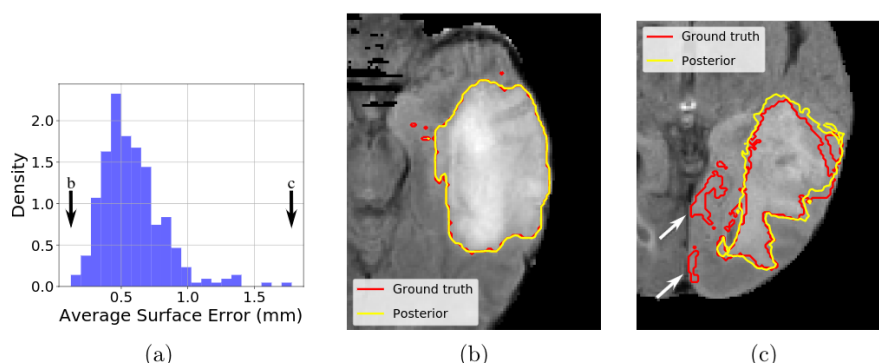 Density
2.0
1.5
1.0
0.5
0.0
b
c
0.5 1.0 1.5
Average Surface Error (mm)
(a)
Ground truth
Posterior
(b)
Ground truth
Posterior
(c)